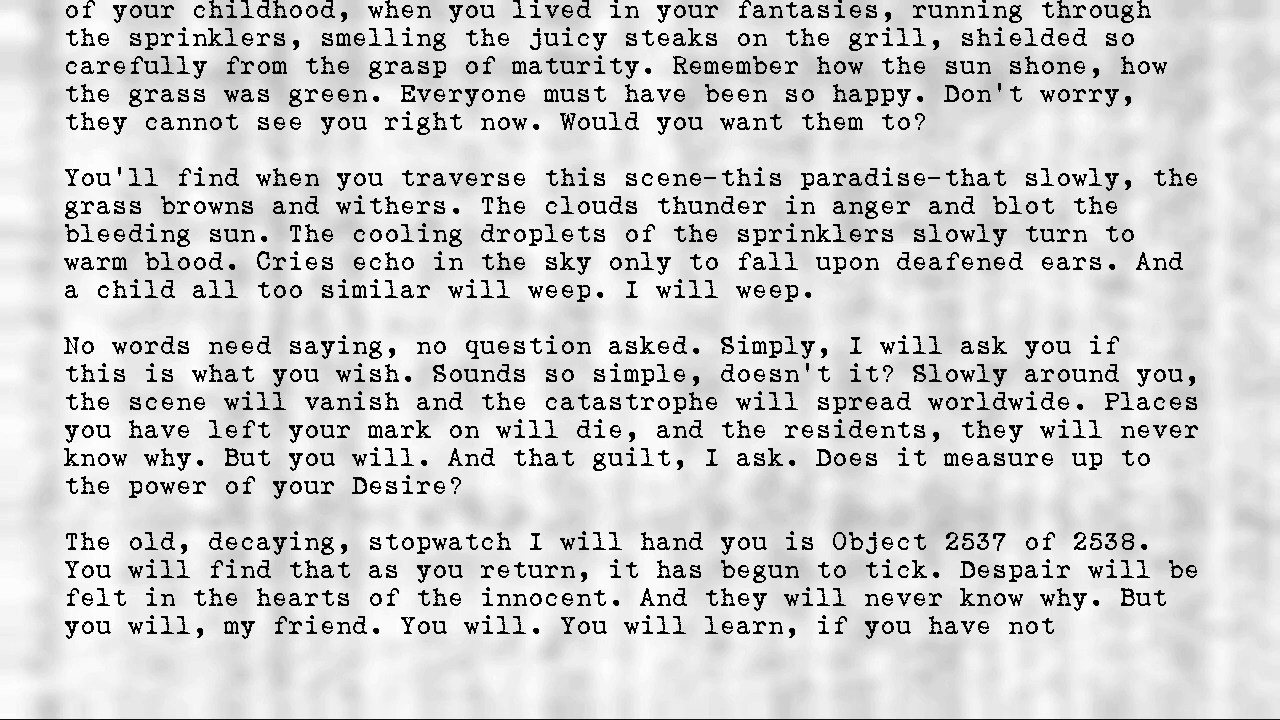 of your childhood, when you lived in your fantasies, running through
the sprinklers, smelling the juicy steaks on the grill, shielded so
carefully from the grasp of maturity. Remember how the sun shone, how
the grass was green. Everyone must have been so happy. Don't worry,
they cannot see you right now. Would you want them to?
You'll find when you traverse this scene-this paradise-that slowly, the
grass browns and withers. The clouds thunder in anger and blot the
bleeding sun. The cooling droplets of the sprinklers slowly turn to
warm blood. Cries echo in the sky only to fall upon deafened ears. And
a child all too similar will weep. I will weep.
No words need saying, no question asked. Simply, I will ask you if
this is what you wish. Sounds so simple, doesn't it? Slowly around you,
the scene will vanish and the catastrophe will spread worldwide. Places
you have left your mark on will die, and the residents, they will never
know why. But you will. And that guilt, I ask. Does it measure up to
the power of your Desire?
The old, decaying, stopwatch I will hand you is Object 2537 of 2538.
You will find that as you return, it has begun to tick. Despair will be
felt in the hearts of the innocent. And they will never know why. But
you will, my friend. You will. You will learn, if you have not